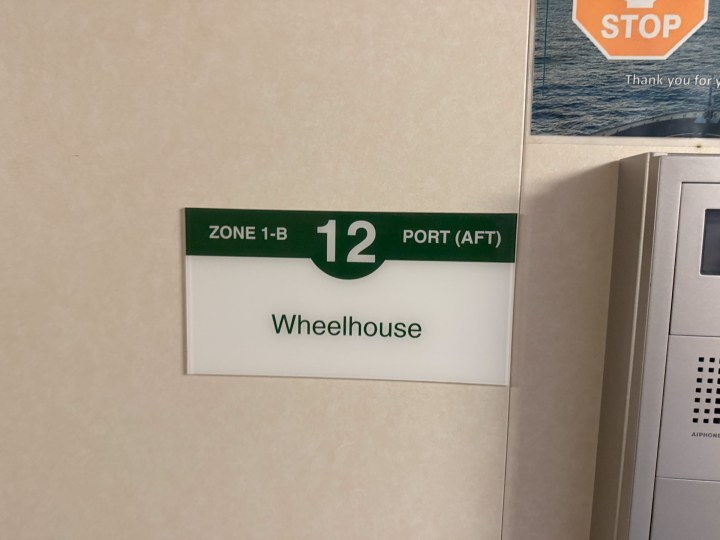 STOP
Thank you for
ZONE 1-B 12 PORT (AFT)
Wheelhouse
AIPHONE